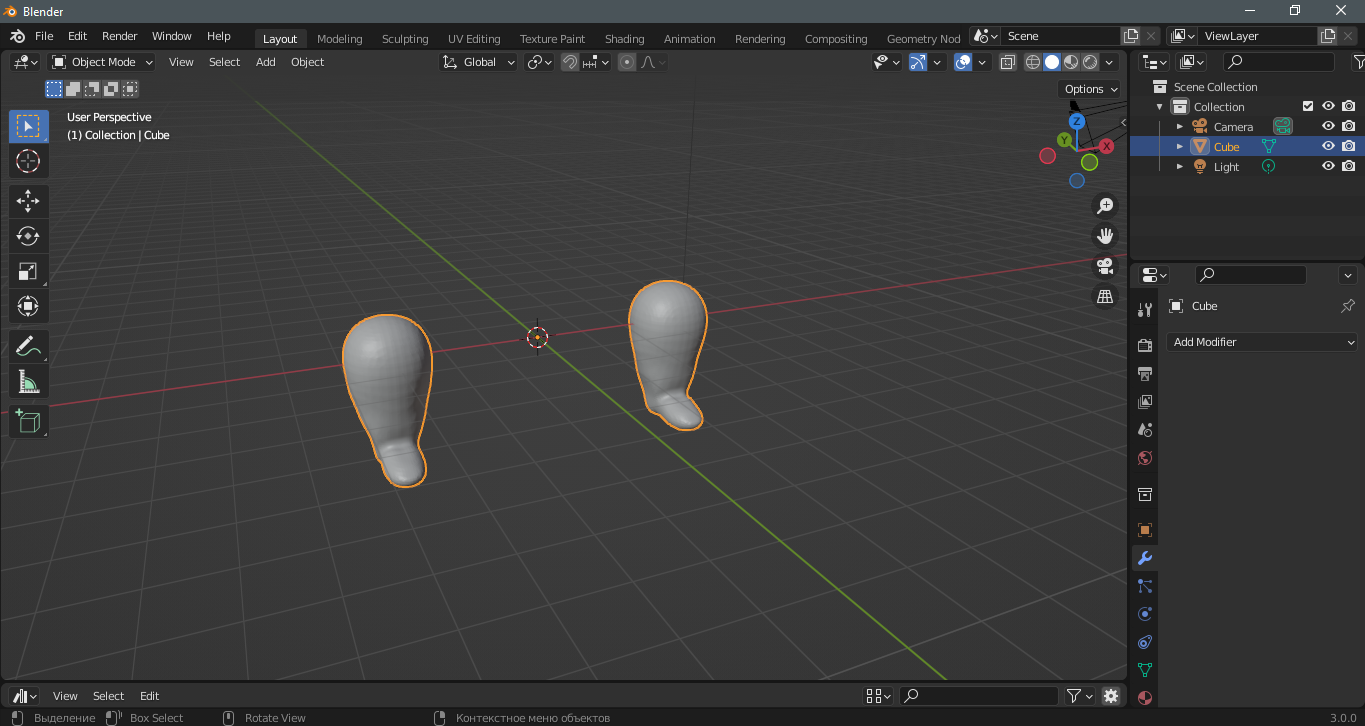 Blender
File Edit Render Window Help Layout Modeling Sculpting UV Editing Texture Paint Shading Animation Rendering Compositing Geometry Nod Scene ViewLayer
Object Mode View Select Add Object Global
Options
User Perspective
(1) Collection | Cube
Z
Y
X
Scene Collection
Collection
Camera
Cube
Light
Cube
Add Modifier
View Select Edit
Выделение Box Select Rotate View Контекстное меню объектов 3.0.0